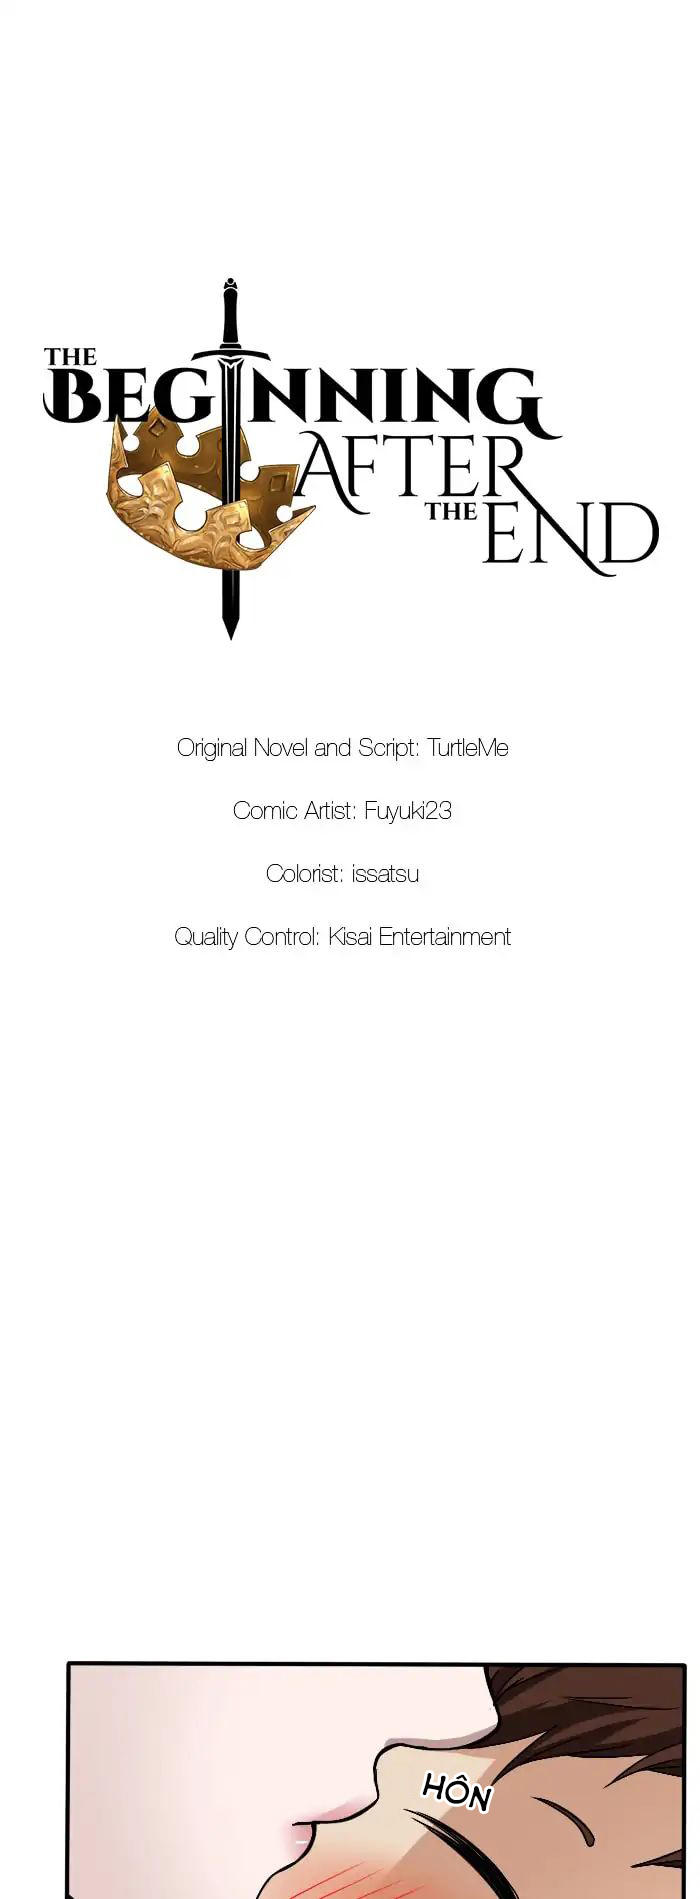 THE
BEGINNING
AFTER
THE END
Original Novel and Script: TurtleMe
Comic Artist: Fuyuki23
Colorist: issatsu
Quality Control: Kisai Entertainment
HÔN